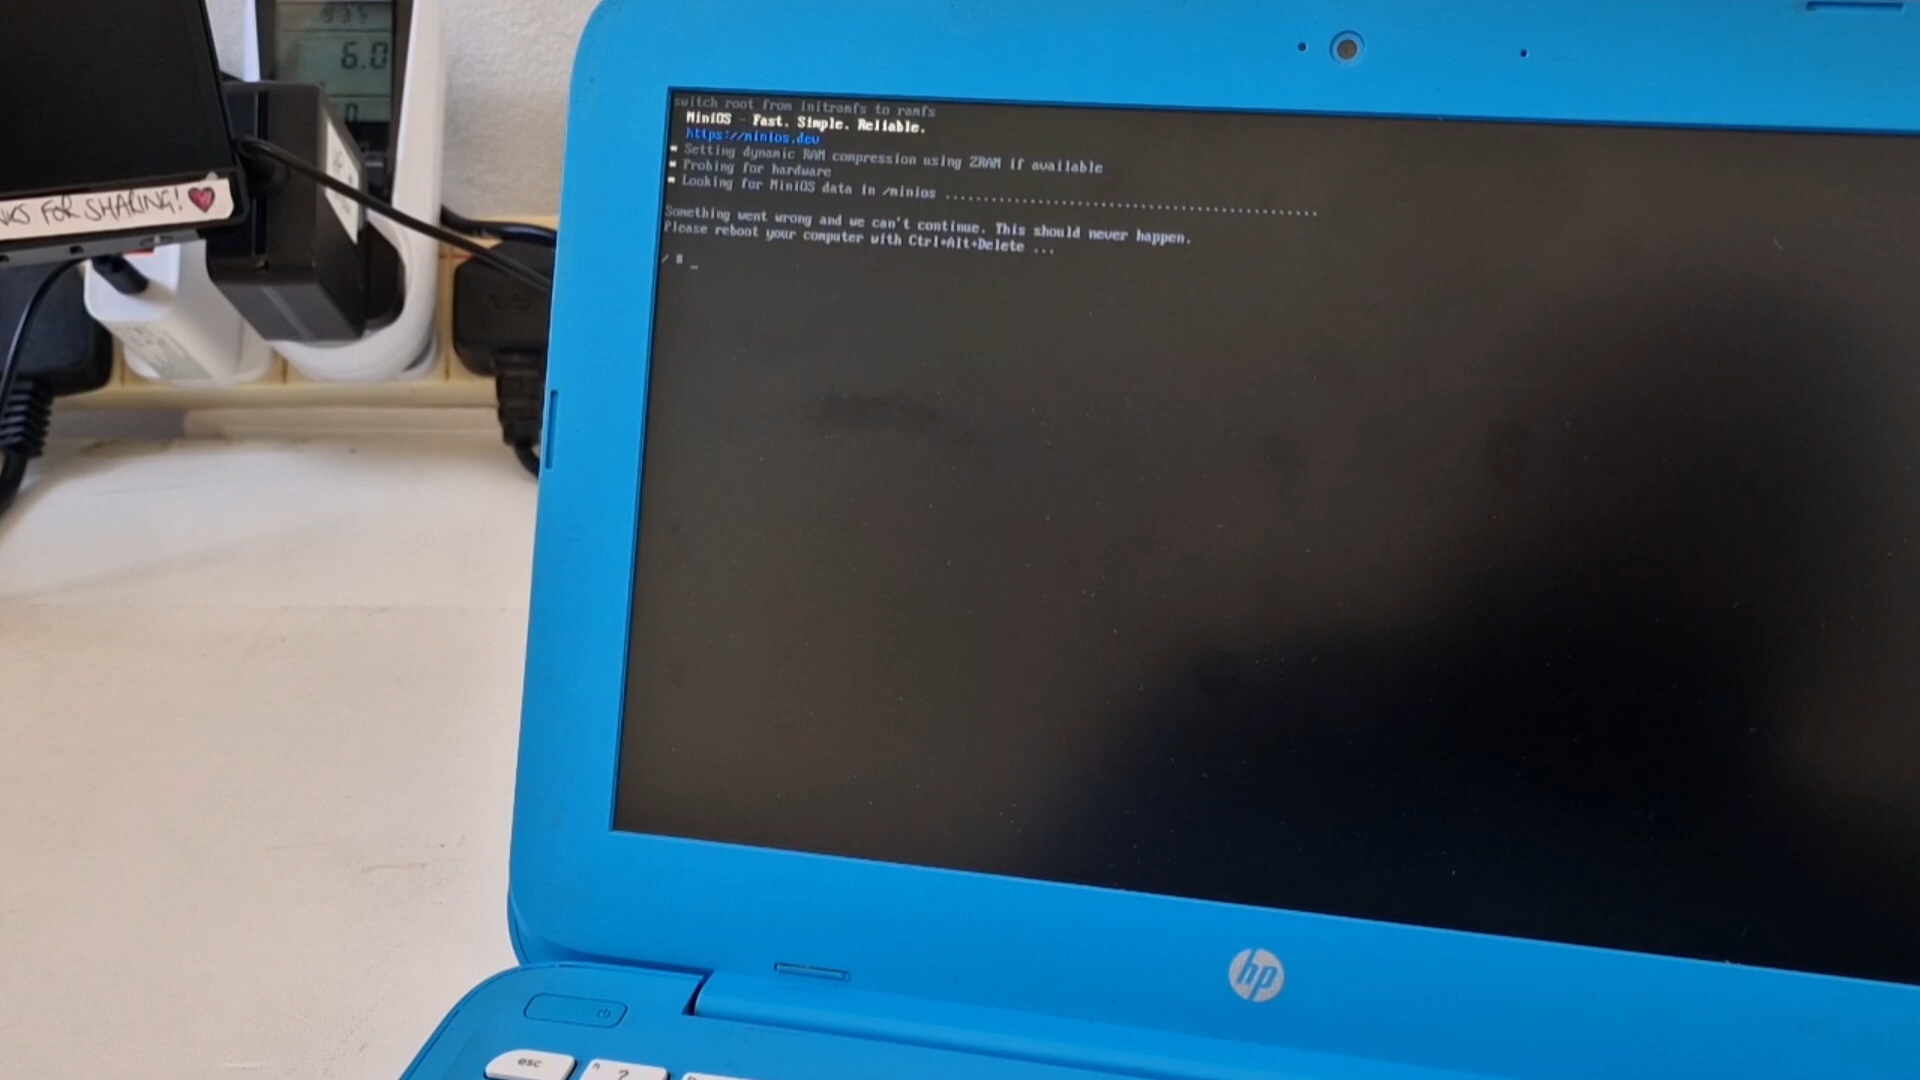 6.0
NKS FOR SHARING!
switch root from initramfs to ramfs
MiniOS - Fast. Simple. Reliable.
https://minios.dev
* Setting dynamic RAM compression using ZRAM if available
* Probing for hardware
* Looking for MiniOS data in /minios ................................................
Something went wrong and we can't continue. This should never happen.
Please reboot your computer with Ctrl+Alt+Delete ...
/ # _
hp
esc
?